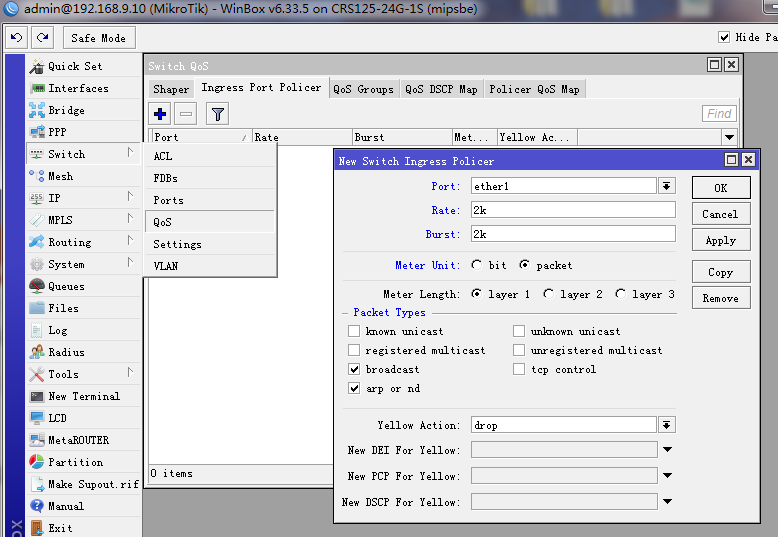 admin@192.168.9.10 (MikroTik) - WinBox v6.33.5 on CRS125-24G-1S (mipsbe)
Safe Mode
Hide Pa
Quick Set
Interfaces
Bridge
PPP
Switch
Mesh
IP
MPLS
Routing
System
Queues
Files
Log
Radius
Tools
New Terminal
LCD
MetaROUTER
Partition
Make Supout.rif
Manual
Exit
OX
ACL
FDBs
Ports
QoS
Settings
VLAN
Switch QoS
Shaper Ingress Port Policer QoS Groups QoS DSCP Map Policer QoS Map
Find
Port Rate Burst Met... Yellow Ac...
0 items
New Switch Ingress Policer
Port: ether1
Rate: 2k
Burst: 2k
Meter Unit: bit packet
Meter Length: layer 1 layer 2 layer 3
Packet Types
known unicast unknown unicast
registered multicast unregistered multicast
broadcast tcp control
arp or nd
Yellow Action: drop
New DEI For Yellow:
New PCP For Yellow:
New DSCP For Yellow:
OK
Cancel
Apply
Copy
Remove